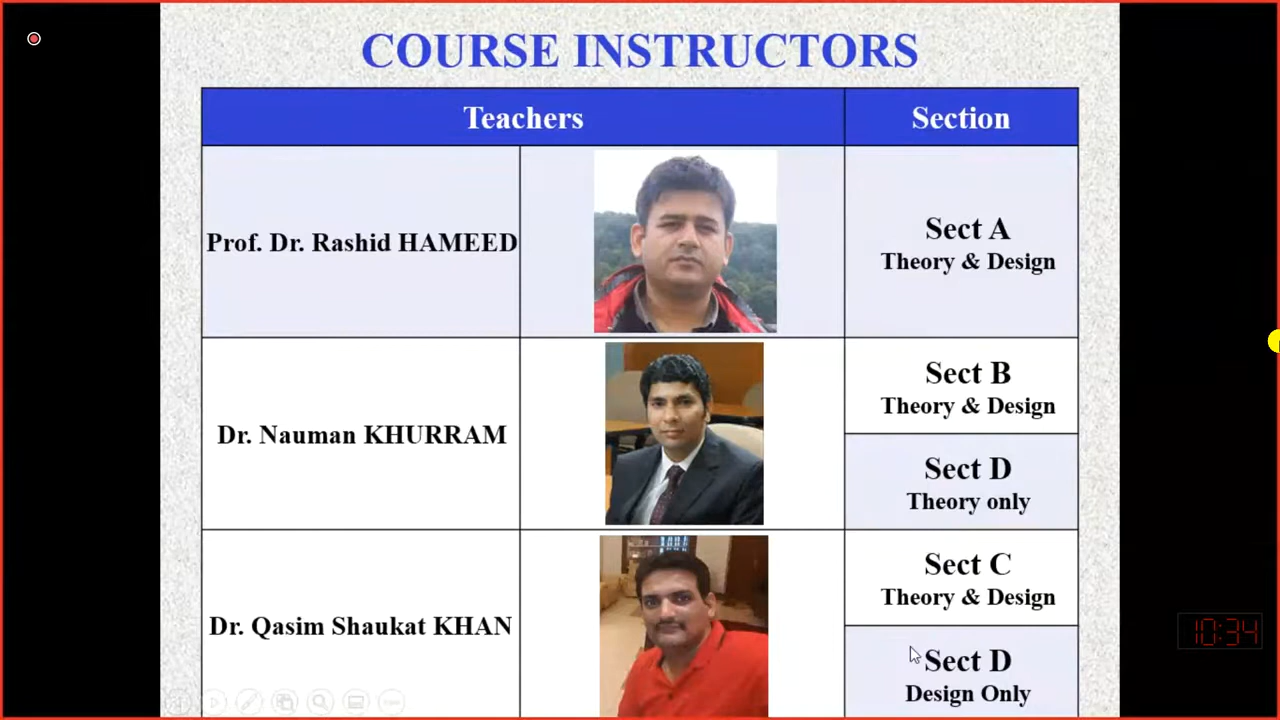 COURSE INSTRUCTORS
Teachers
Section
Prof. Dr. Rashid HAMEED
Sect A
Theory & Design
Dr. Nauman KHURRAM
Sect B
Theory & Design
Sect D
Theory only
Dr. Qasim Shaukat KHAN
Sect C
Theory & Design
Sect D
Design Only
10:34